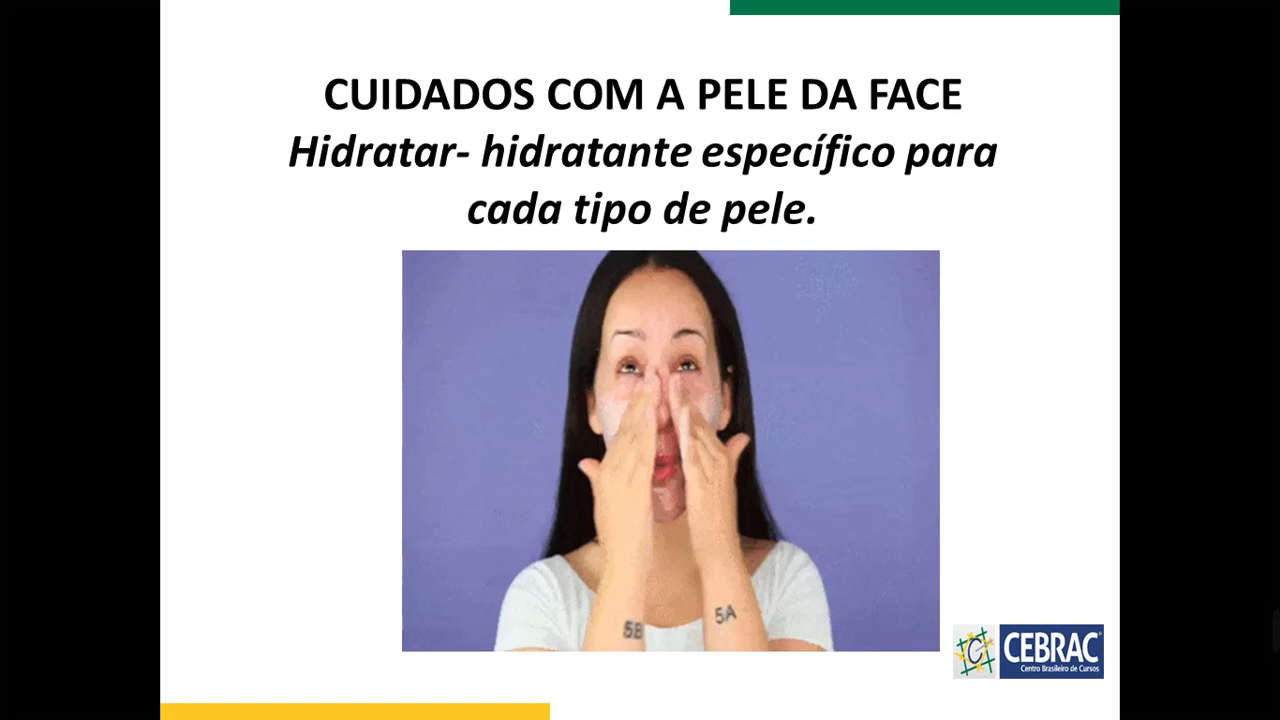 CUIDADOS COM A PELE DA FACE
Hidratar- hidratante específico para
cada tipo de pele.
5B
5A
CEBRAC
Centro Brasileiro de Cursos